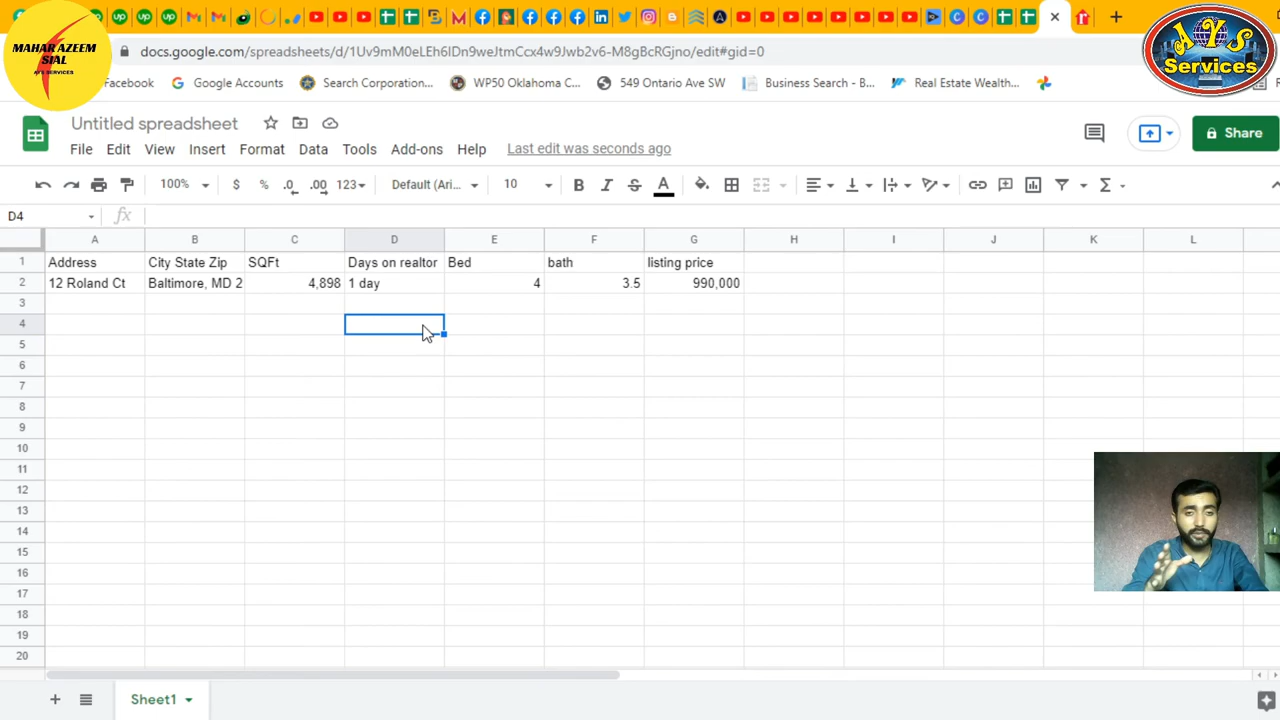 MAHAR AZEEM
SIAL
AYS SERVICES
AYS
Services
docs.google.com/spreadsheets/d/1Uv9mM0eLEh6lDn9weJtmCcx4w9Jwb2v6-M8gBcRGjno/edit#gid=0
Facebook Google Accounts Search Corporation... WP50 Oklahoma C... 549 Ontario Ave SW Business Search - B... Real Estate Wealth...
Untitled spreadsheet
File Edit View Insert Format Data Tools Add-ons Help Last edit was seconds ago
Share
100% $ % .0 .00 123 Default (Ari... 10 B I S A Σ
D4 fx
A B C D E F G H I J K L
1 Address City State Zip SQFt Days on realtor Bed bath listing price
2 12 Roland Ct Baltimore, MD 2 4,898 1 day 4 3.5 990,000
3
4
5
6
7
8
9
10
11
12
13
14
15
16
17
18
19
20
Sheet1